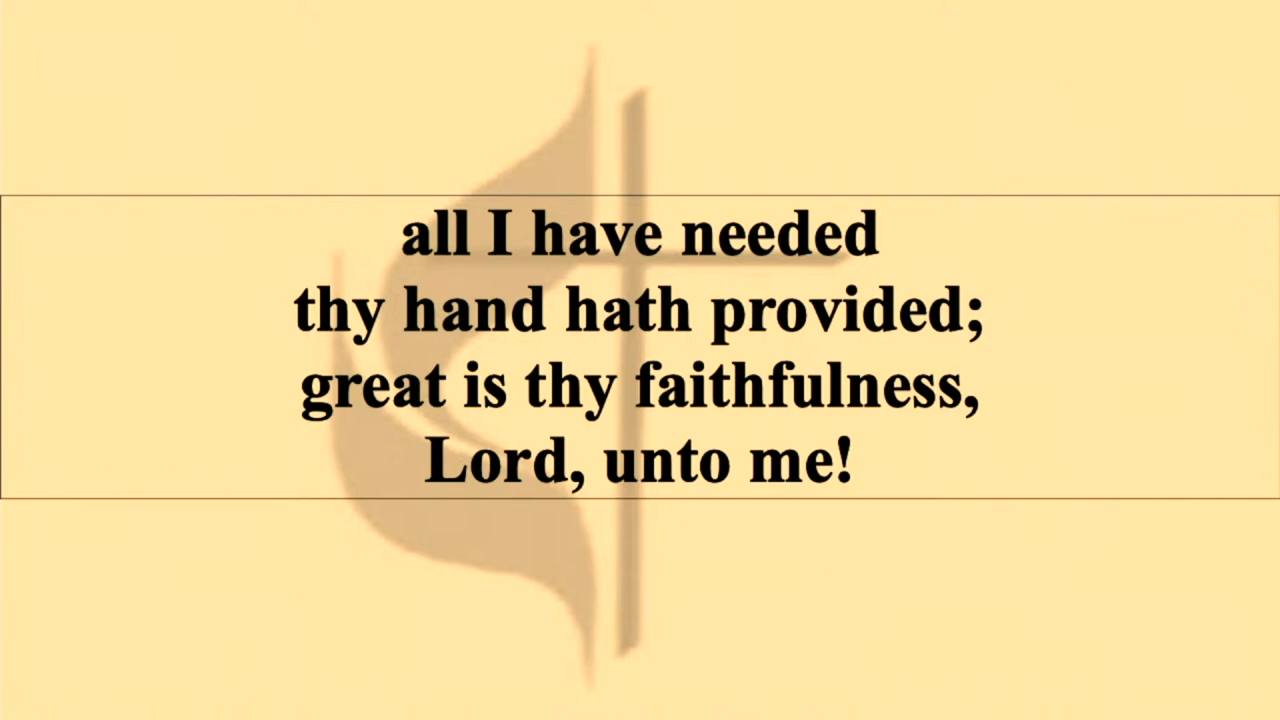 all I have needed
thy hand hath provided;
great is thy faithfulness,
Lord, unto me!